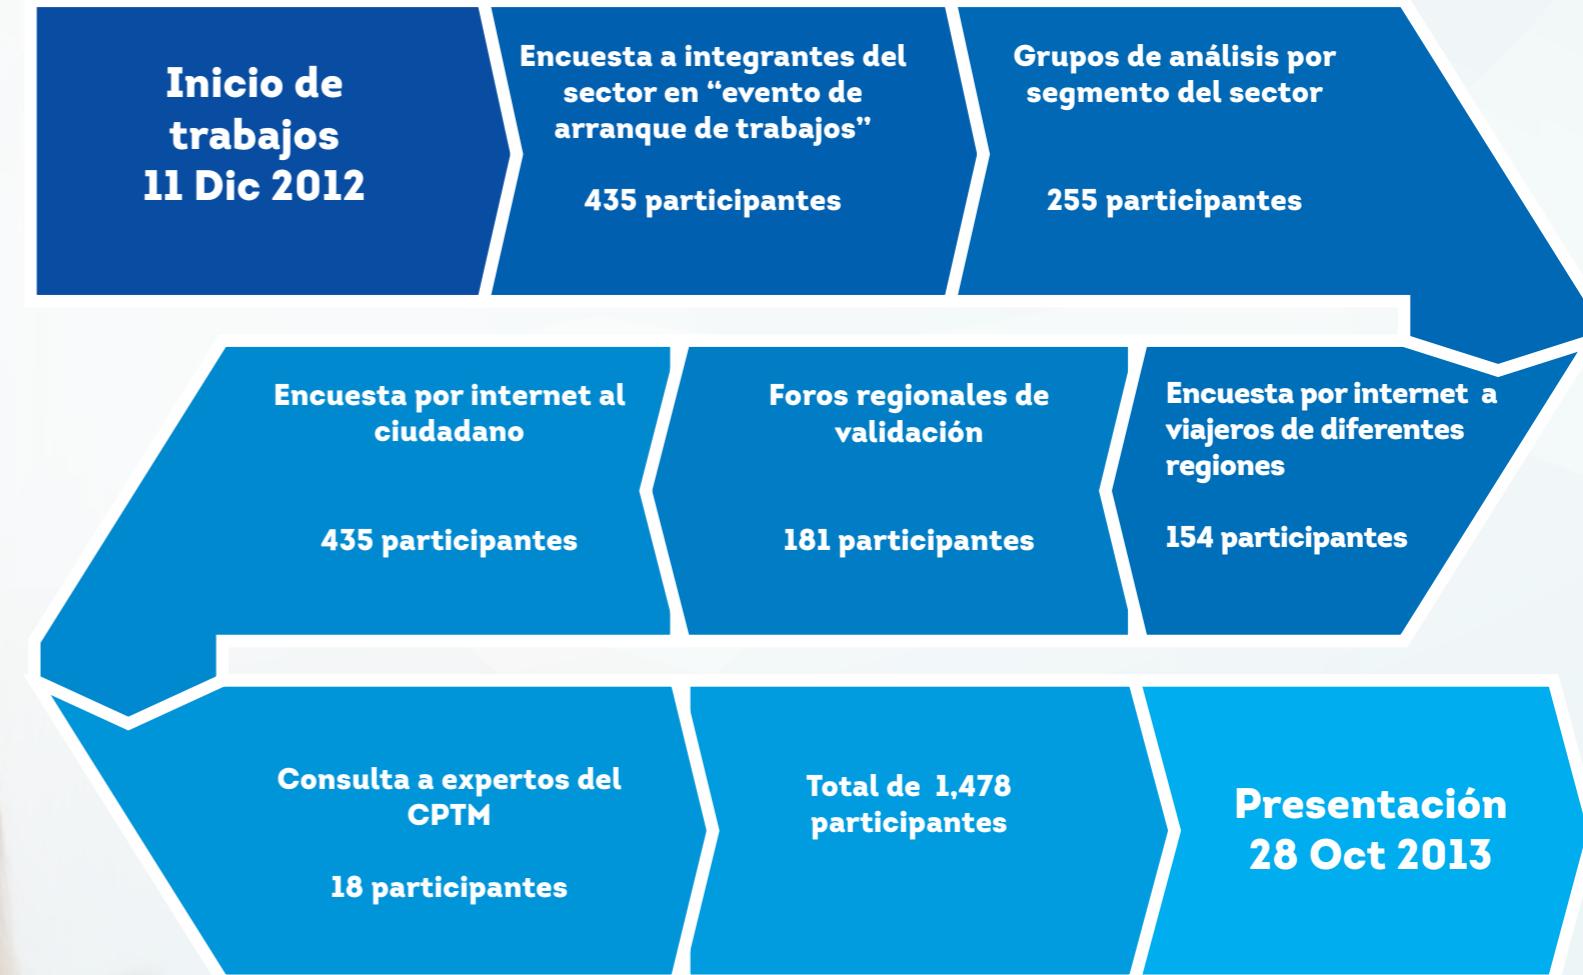 Inicio de
trabajos
11 Dic 2012
Encuesta a integrantes del
sector en “evento de
arranque de trabajos”
435 participantes
Grupos de análisis por
segmento del sector
255 participantes
Encuesta por internet a
viajeros de diferentes
regiones
154 participantes
Foros regionales de
validación
181 participantes
Encuesta por internet al
ciudadano
435 participantes
Consulta a expertos del
CPTM
18 participantes
Total de 1,478
participantes
Presentación
28 Oct 2013